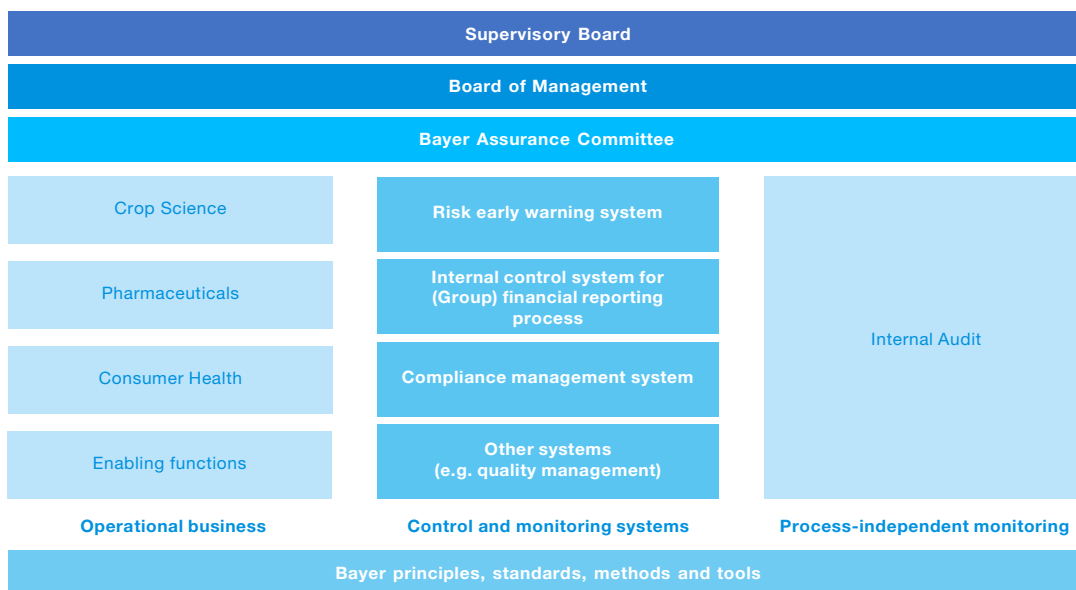 Supervisory Board
Board of Management
Bayer Assurance Committee
Crop Science
Pharmaceuticals
Consumer Health
Enabling functions
Operational business
Risk early warning system
Internal control system for
(Group) financial reporting
process
Compliance management system
Other systems
(e.g. quality management)
Control and monitoring systems
Internal Audit
Process-independent monitoring
Bayer principles, standards, methods and tools